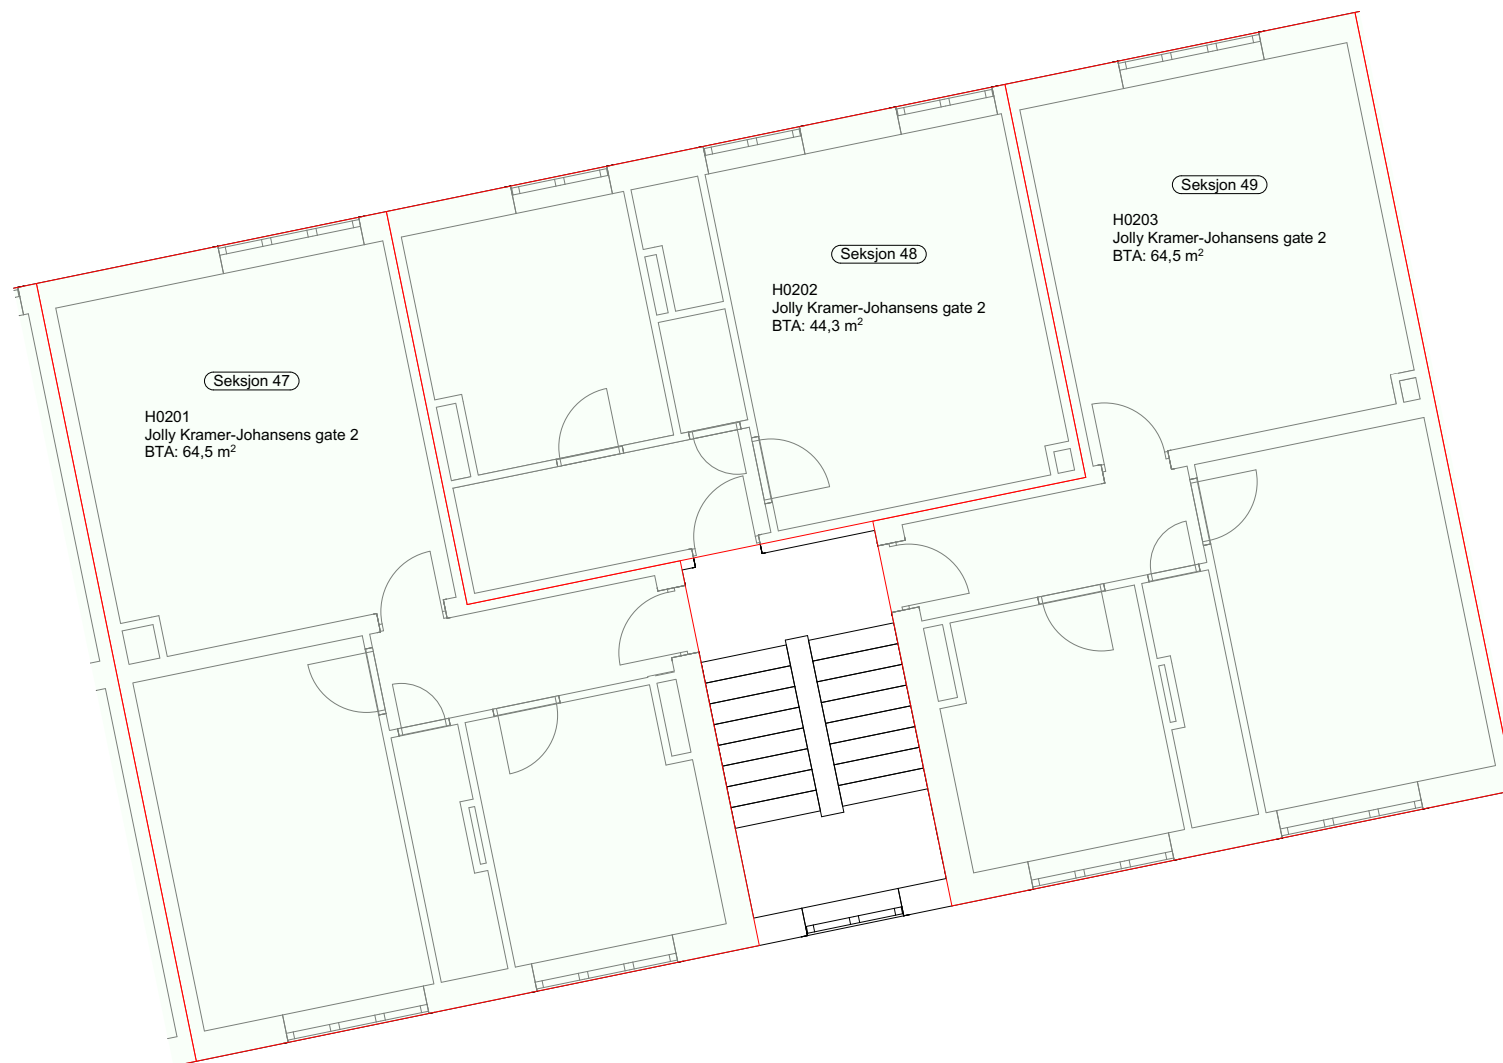 Seksjon 47
H0201
Jolly Kramer-Johansens gate 2
BTA: 64,5 m²
Seksjon 48
H0202
Jolly Kramer-Johansens gate 2
BTA: 44,3 m²
Seksjon 49
H0203
Jolly Kramer-Johansens gate 2
BTA: 64,5 m²